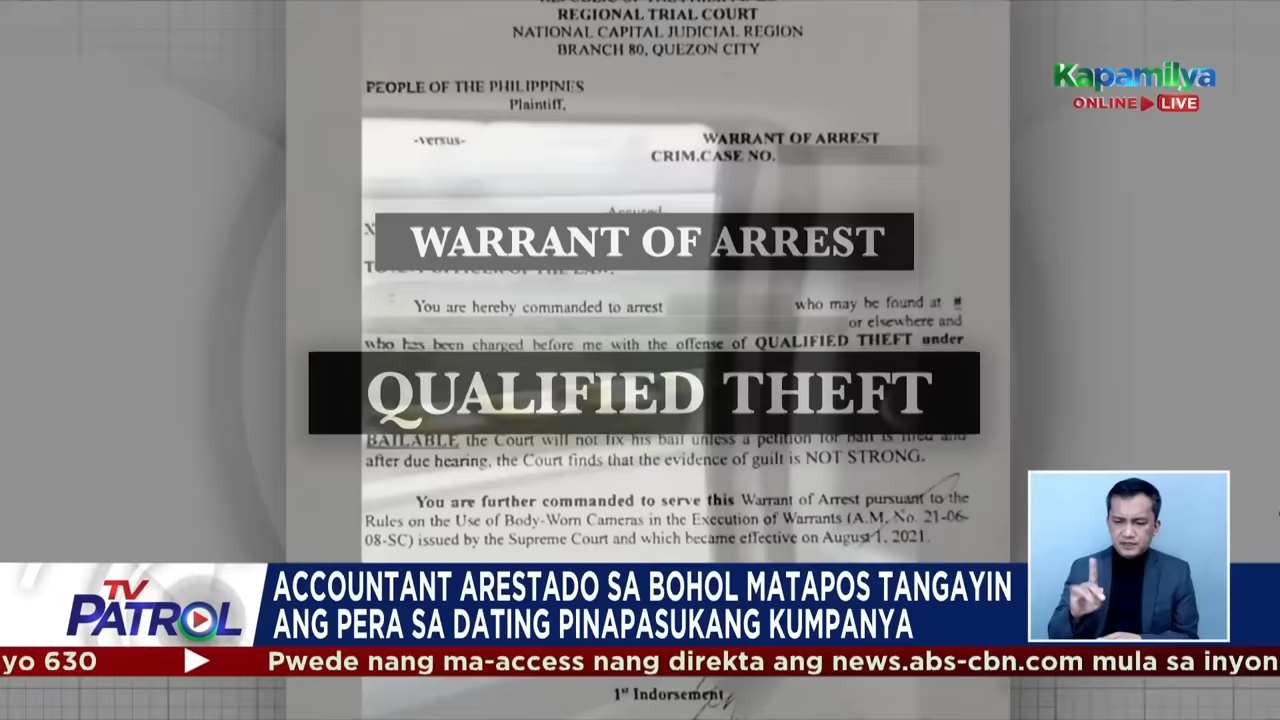 REGIONAL TRIAL COURT
NATIONAL CAPITAL JUDICIAL REGION
BRANCH 80, QUEZON CITY
Kapamilya
ONLINE LIVE
PEOPLE OF THE PHILIPPINES
Plaintiff,
-versus-
WARRANT OF ARREST
CRIM.CASE NO.
Accused
WARRANT OF ARREST
You are hereby commanded to arrest who may be found at #
or elsewhere and
who has been charged before me with the offense of QUALIFIED THEFT under
QUALIFIED THEFT
BAILABLE the Court will not fix his bail unless a petition for bail is filed and
after due hearing, the Court finds that the evidence of guilt is NOT STRONG.
You are further commanded to serve this Warrant of Arrest pursuant to the
Rules on the Use of Body-Worn Cameras in the Execution of Warrants (A.M. No. 21-06-
08-SC) issued by the Supreme Court and which became effective on August 1, 2021.
TV PATROL
ACCOUNTANT ARESTADO SA BOHOL MATAPOS TANGAYIN
ANG PERA SA DATING PINAPASUKANG KUMPANYA
yo 630 Pwede nang ma-access nang direkta ang news.abs-cbn.com mula sa inyon
1st Indorsement